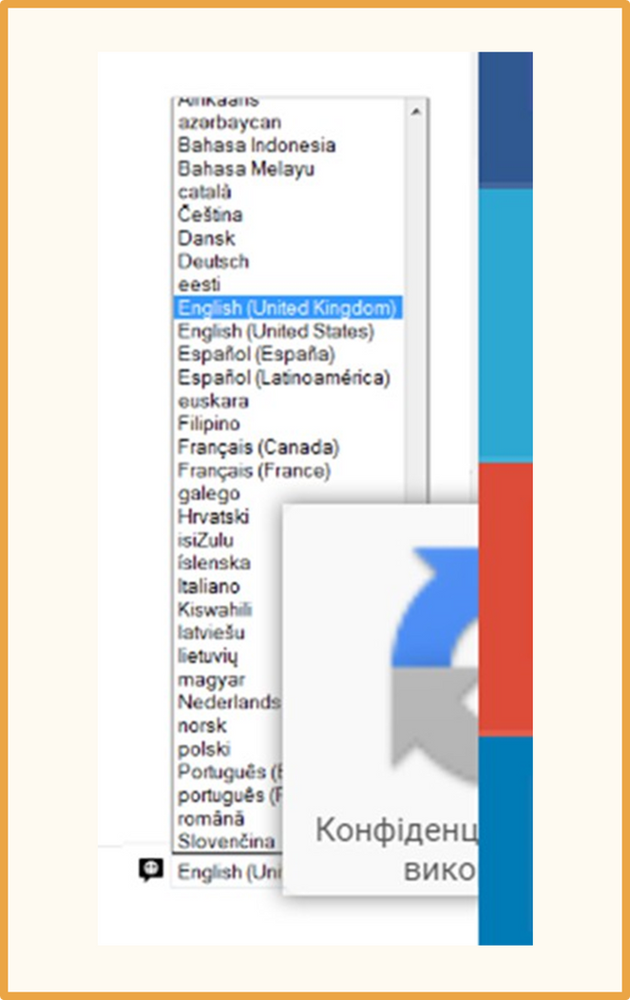 Afrikaans
azərbaycan
Bahasa Indonesia
Bahasa Melayu
català
Čeština
Dansk
Deutsch
eesti
English (United Kingdom)
English (United States)
Español (España)
Español (Latinoamérica)
euskara
Filipino
Français (Canada)
Français (France)
galego
Hrvatski
isiZulu
íslenska
Italiano
Kiswahili
latviešu
lietuvių
magyar
Nederlands
norsk
polski
Português (
português (
română
Slovenčina
English (Uni
Конфіденц
вико